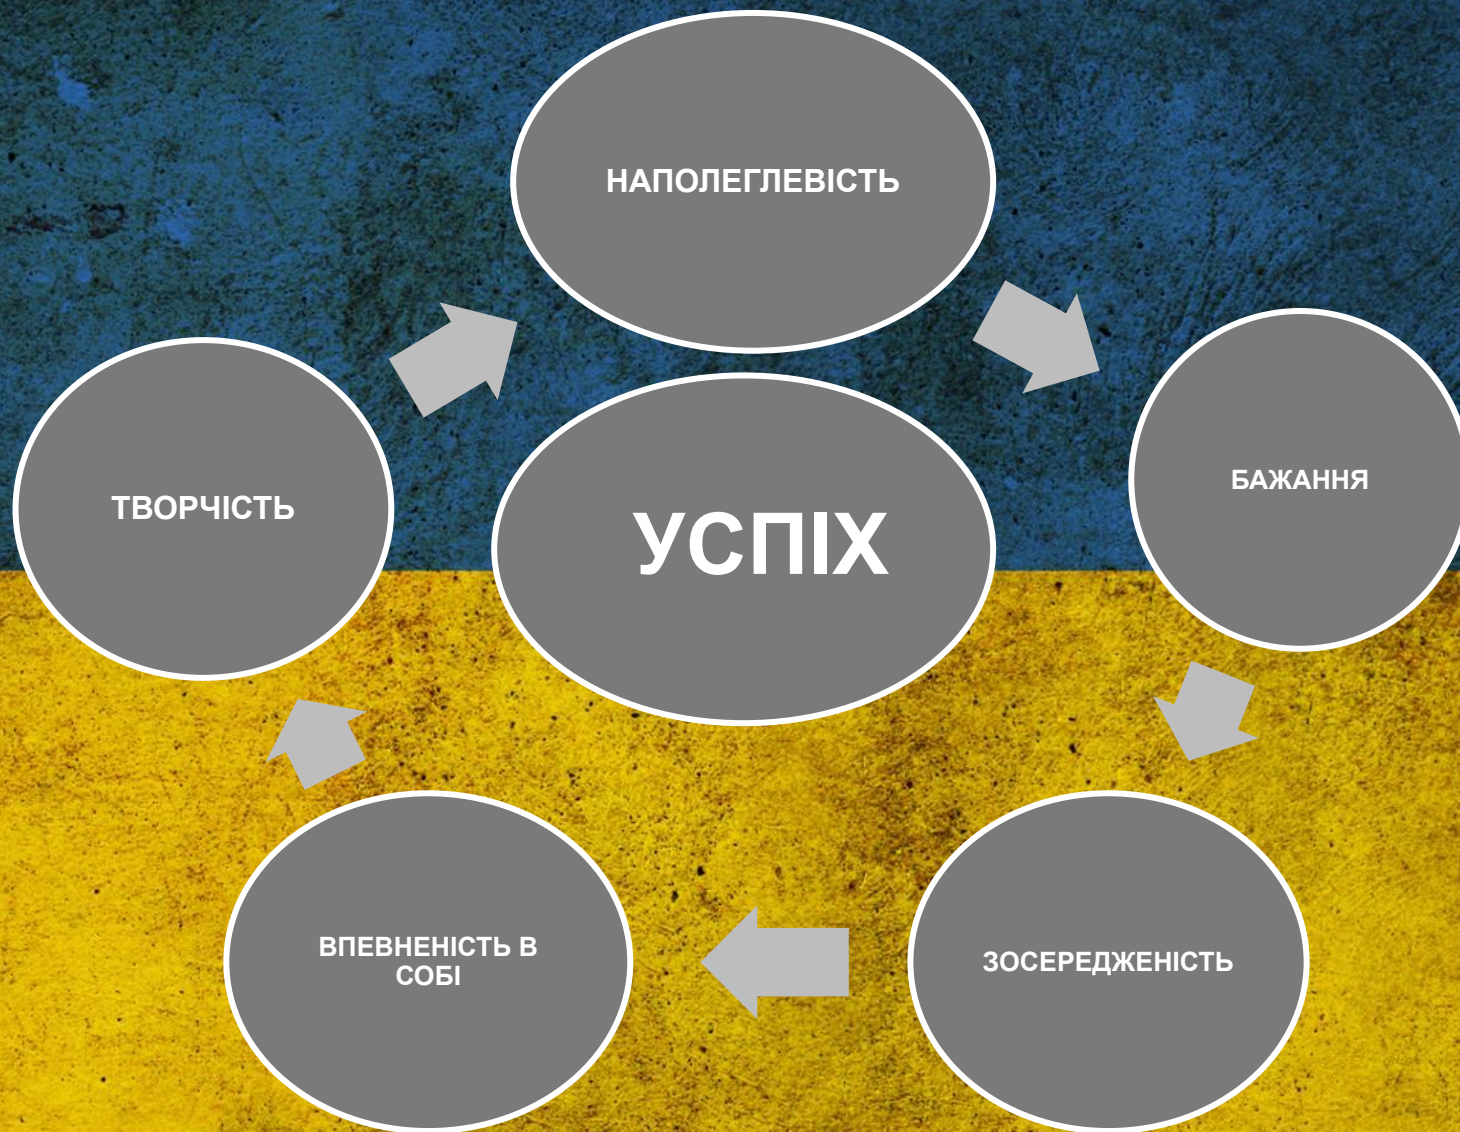 НАПОЛЕГЛЕВІСТЬ
БАЖАННЯ
ТВОРЧІСТЬ
УСПІХ
ВПЕВНЕНІСТЬ В
СОБІ
ЗОСЕРЕДЖЕНІСТЬ